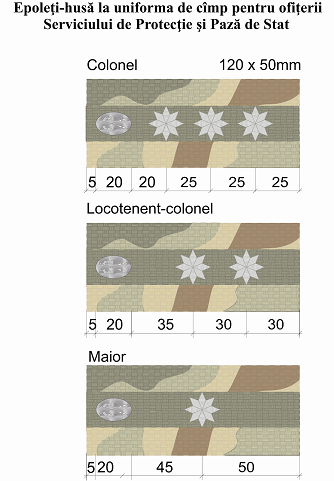 Epoleți-husă la uniforma de cîmp pentru ofițerii
Serviciului de Protecție și Pază de Stat
Colonel 120 x 50mm
5 20 20 25 25 25
Locotenent-colonel
5 20 35 30 30
Maior
5 20 45 50